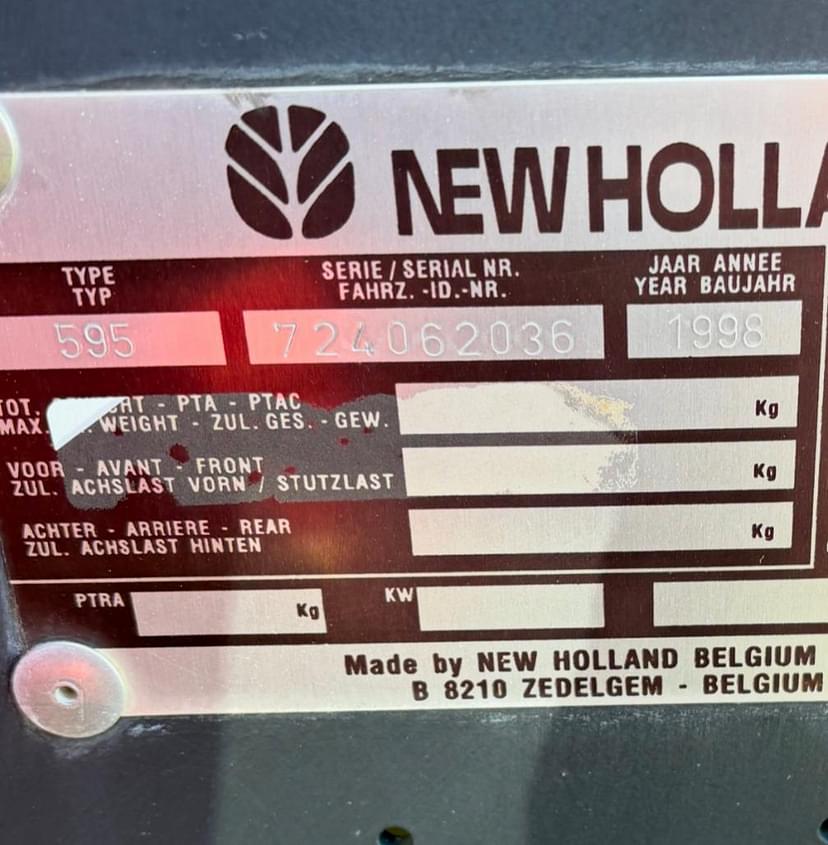 NEW HOLLA
TYPE
TYP
SERIE / SERIAL NR.
FAHRZ. -ID.-NR.
JAAR ANNEE
YEAR BAUJAHR
595
724062036
1998
TOT. - PTA - PTAC
MAX. WEIGHT - ZUL. GES. - GEW.
Kg
VOOR - AVANT - FRONT
ZUL. ACHSLAST VORN / STUTZLAST
Kg
ACHTER - ARRIERE - REAR
ZUL. ACHSLAST HINTEN
Kg
PTRA
Kg
KW
Made by NEW HOLLAND BELGIUM
B 8210 ZEDELGEM - BELGIUM